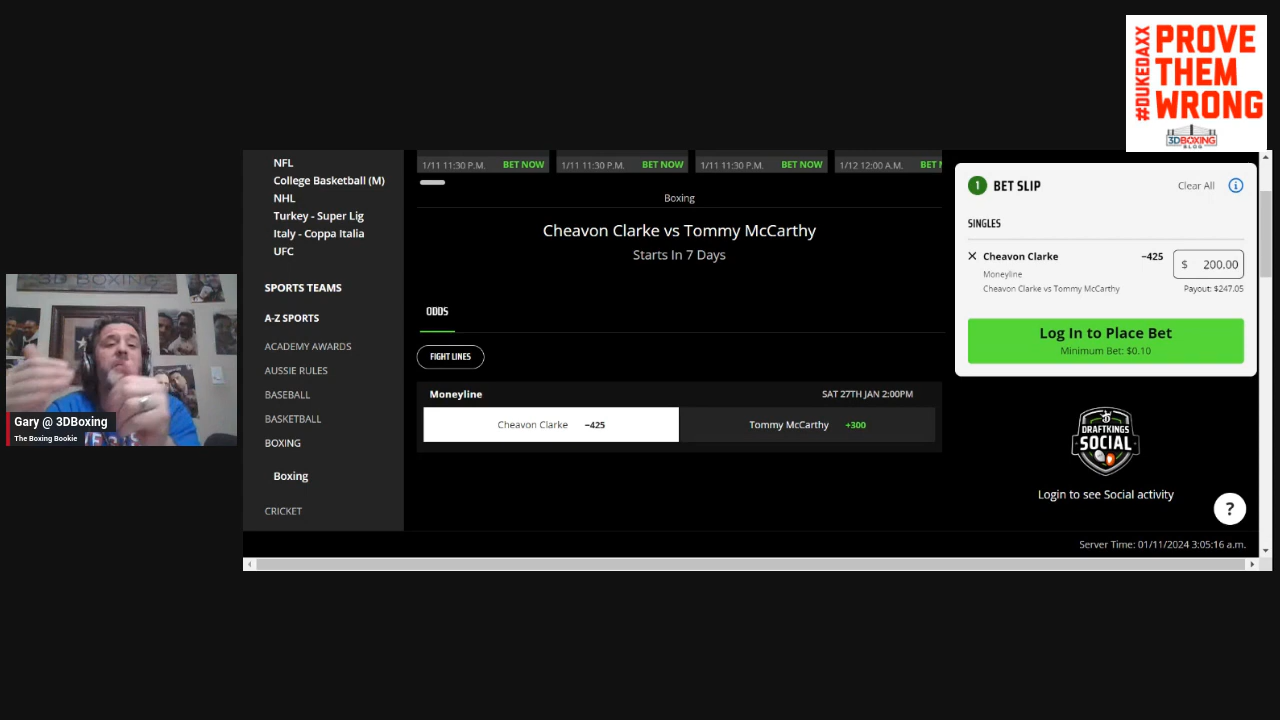 #DUKEDAXX
PROVE
THEM
WRONG
3DBOXING
BLOG
NFL
College Basketball (M)
NHL
Turkey - Super Lig
Italy - Coppa Italia
UFC
SPORTS TEAMS
A-Z SPORTS
ACADEMY AWARDS
AUSSIE RULES
BASEBALL
BASKETBALL
BOXING
Boxing
CRICKET
1/11 11:30 P.M. BET NOW
1/11 11:30 P.M. BET NOW
1/11 11:30 P.M. BET NOW
1/12 12:00 A.M. BET N
Boxing
Cheavon Clarke vs Tommy McCarthy
Starts In 7 Days
ODDS
FIGHT LINES
Moneyline SAT 27TH JAN 2:00PM
Cheavon Clarke −425
Tommy McCarthy +300
1 BET SLIP Clear All i
SINGLES
× Cheavon Clarke −425 $ 200.00
Moneyline
Cheavon Clarke vs Tommy McCarthy Payout: $247.05
Log In to Place Bet
Minimum Bet: $0.10
DRAFTKINGS
SOCIAL
Login to see Social activity
?
Server Time: 01/11/2024 3:05:16 a.m.
3D BOXING
Gary @ 3DBoxing
The Boxing Bookie